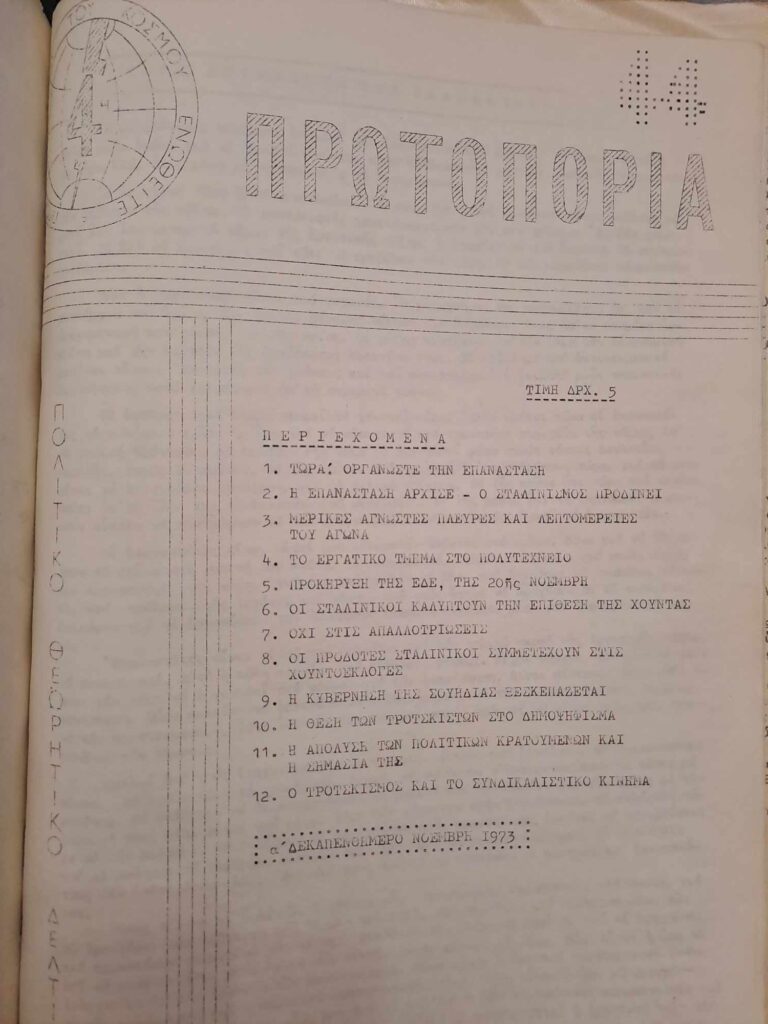 ΤΟΥ ΚΟΣΜΟΥ ΕΝΩΘΕΙΤΕ
44
ΠΡΩΤΟΠΟΡΙΑ
ΤΙΜΗ ΔΡΧ. 5
ΠΕΡΙΕΧΟΜΕΝΑ
1. ΤΩΡΑ! ΟΡΓΑΝΩΣΤΕ ΤΗΝ ΕΠΑΝΑΣΤΑΣΗ
2. Η ΕΠΑΝΑΣΤΑΣΗ ΑΡΧΙΣΕ - Ο ΣΤΑΛΙΝΙΣΜΟΣ ΠΡΟΔΙΝΕΙ
3. ΜΕΡΙΚΕΣ ΑΓΝΩΣΤΕΣ ΠΛΕΥΡΕΣ ΚΑΙ ΛΕΠΤΟΜΕΡΕΙΕΣ
ΤΟΥ ΑΓΩΝΑ
4. ΤΟ ΕΡΓΑΤΙΚΟ ΤΜΗΜΑ ΣΤΟ ΠΟΛΥΤΕΧΝΕΙΟ
5. ΠΡΟΚΗΡΥΞΗ ΤΗΣ ΕΔΕ, ΤΗΣ 20ῆς ΝΟΕΜΒΡΗ
6. ΟΙ ΣΤΑΛΙΝΙΚΟΙ ΚΑΛΥΠΤΟΥΝ ΤΗΝ ΕΠΙΘΕΣΗ ΤΗΣ ΧΟΥΝΤΑΣ
7. ΟΧΙ ΣΤΙΣ ΑΠΑΛΛΟΤΡΙΩΣΕΙΣ
8. ΟΙ ΠΡΟΔΟΤΕΣ ΣΤΑΛΙΝΙΚΟΙ ΣΥΜΜΕΤΕΧΟΥΝ ΣΤΙΣ
ΧΟΥΝΤΟΕΚΛΟΓΕΣ
9. Η ΚΥΒΕΡΝΗΣΗ ΤΗΣ ΣΟΥΗΔΙΑΣ ΞΕΣΚΕΠΑΖΕΤΑΙ
10. Η ΘΕΣΗ ΤΩΝ ΤΡΟΤΣΚΙΣΤΩΝ ΣΤΟ ΔΗΜΟΨΗΦΙΣΜΑ
11. Η ΑΠΟΛΥΣΗ ΤΩΝ ΠΟΛΙΤΙΚΩΝ ΚΡΑΤΟΥΜΕΝΩΝ ΚΑΙ
Η ΣΗΜΑΣΙΑ ΤΗΣ
12. Ο ΤΡΟΤΣΚΙΣΜΟΣ ΚΑΙ ΤΟ ΣΥΝΔΙΚΑΛΙΣΤΙΚΟ ΚΙΝΗΜΑ
α΄ ΔΕΚΑΠΕΝΘΗΜΕΡΟ ΝΟΕΜΒΡΗ 1973
ΠΟΛΙΤΙΚΟ ΘΕΩΡΗΤΙΚΟ ΔΕΛΤ